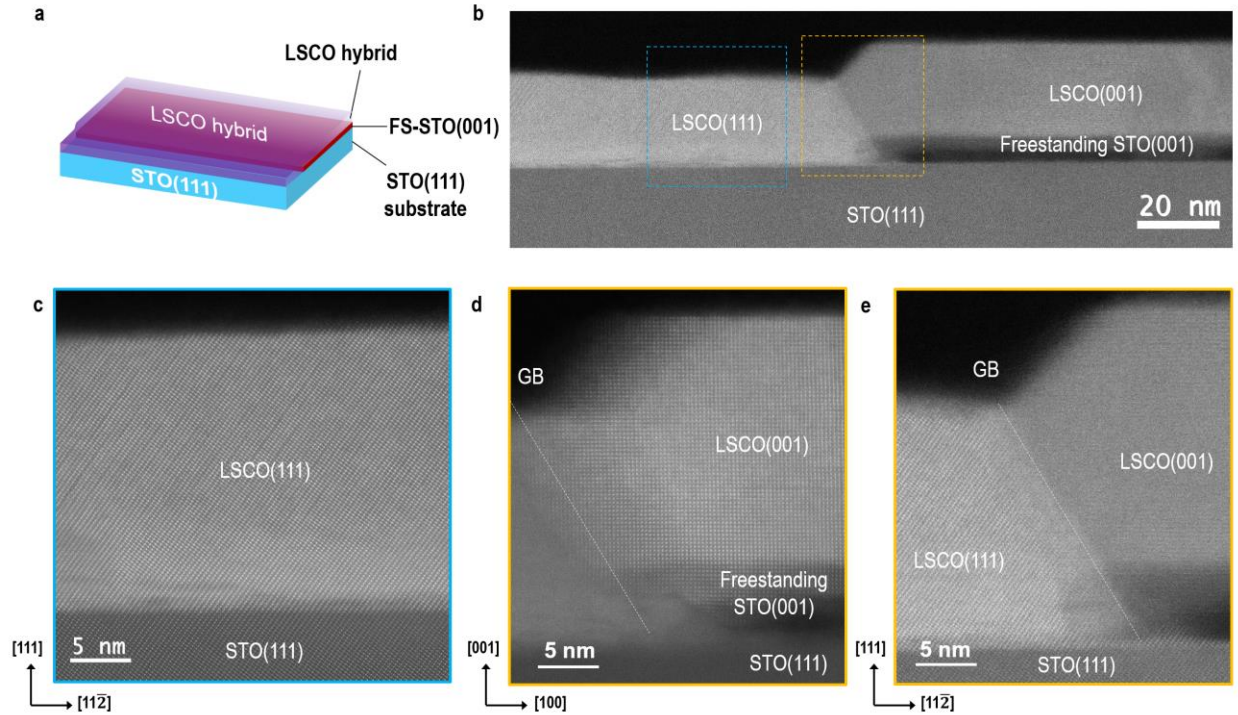 a
LSCO hybrid
LSCO hybrid
FS-STO(001)
STO(111)
STO(111)
substrate
b
LSCO(111)
LSCO(001)
Freestanding STO(001)
STO(111)
20 nm
c
LSCO(111)
5 nm
STO(111)
[111]
[112̅]
d
GB
LSCO(001)
Freestanding
STO(001)
5 nm
STO(111)
[001]
[100]
e
GB
LSCO(001)
LSCO(111)
5 nm
STO(111)
[111]
[112̅]